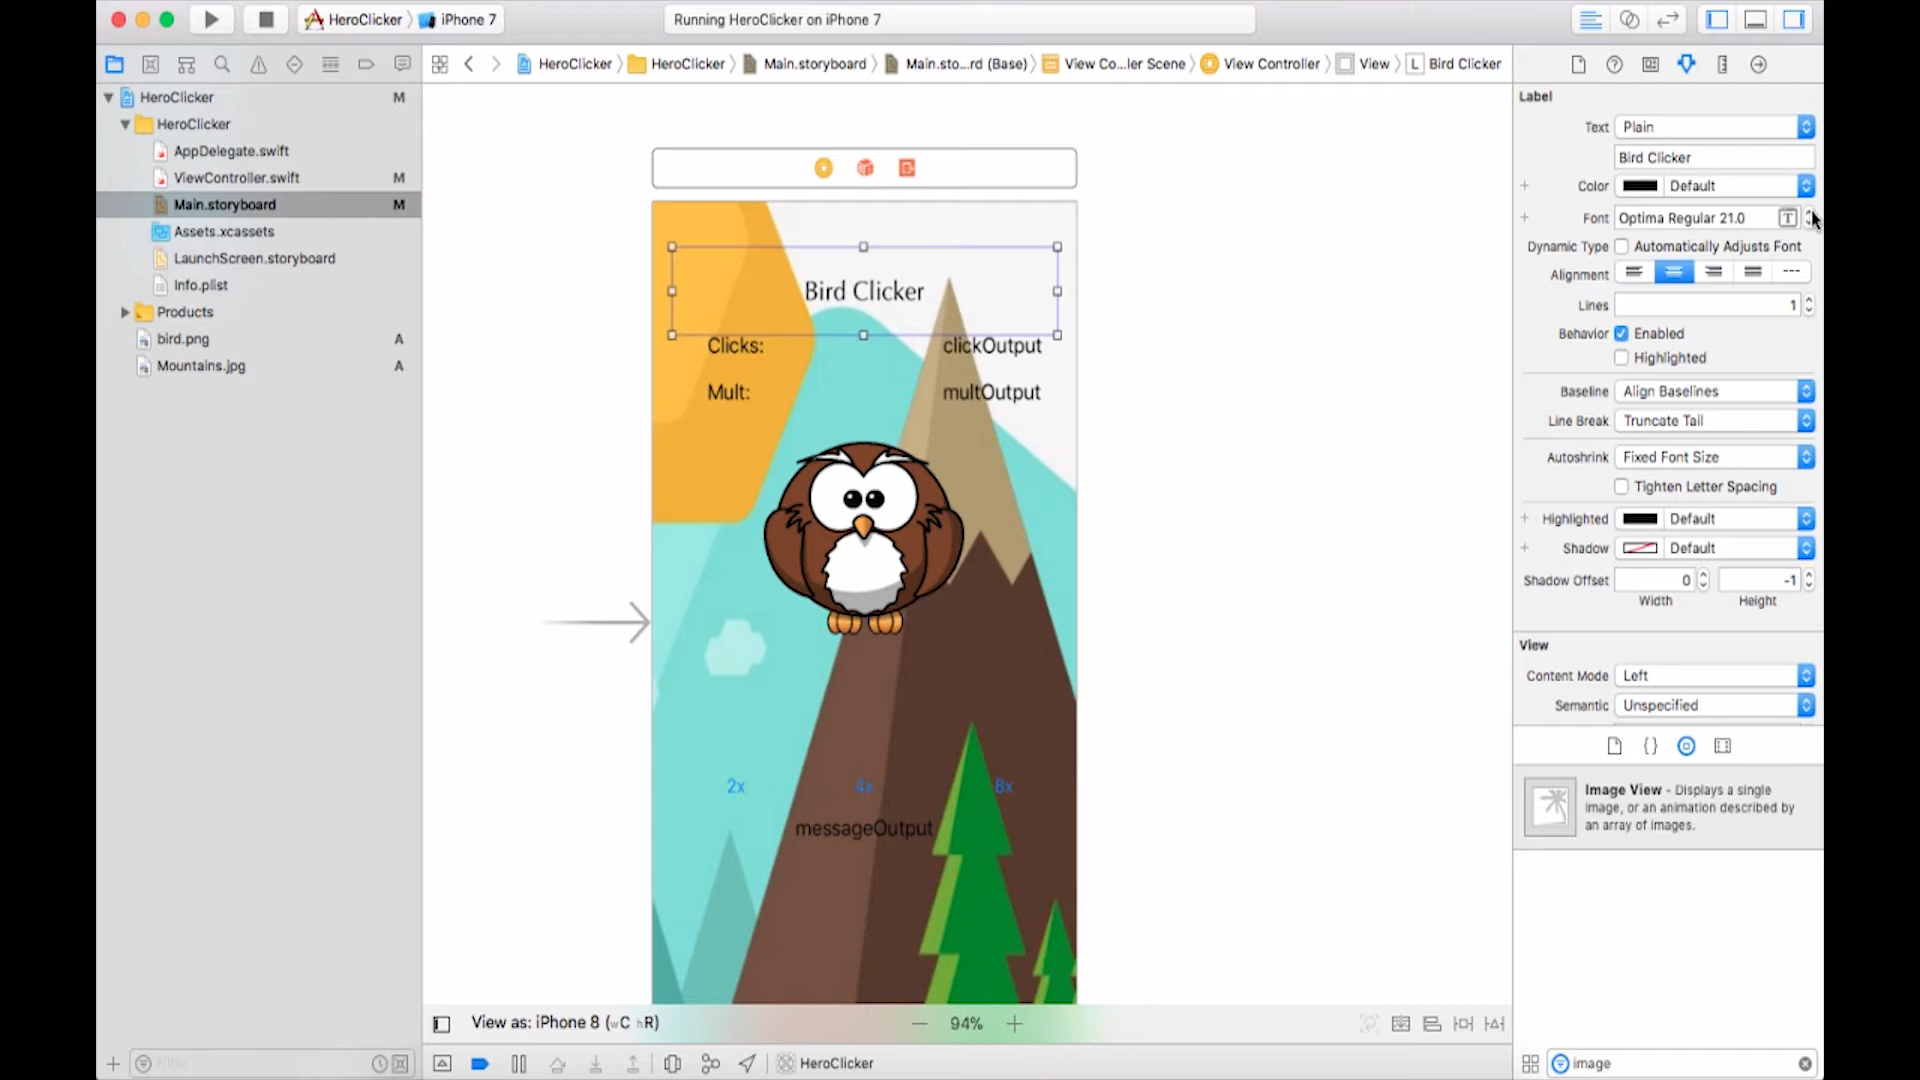 HeroClicker iPhone 7
Running HeroClicker on iPhone 7
HeroClicker HeroClicker Main.storyboard Main.sto...rd (Base) View Co...ler Scene View Controller View L Bird Clicker
HeroClicker M
HeroClicker
AppDelegate.swift
ViewController.swift M
Main.storyboard M
Assets.xcassets
LaunchScreen.storyboard
Info.plist
Products
bird.png A
Mountains.jpg A
Filter
Bird Clicker
Clicks: clickOutput
Mult: multOutput
2x 4x 8x
messageOutput
View as: iPhone 8 (wC hR)
94%
HeroClicker
Label
Text Plain
Bird Clicker
Color Default
Font Optima Regular 21.0 T
Dynamic Type Automatically Adjusts Font
Alignment
Lines 1
Behavior Enabled
Highlighted
Baseline Align Baselines
Line Break Truncate Tail
Autoshrink Fixed Font Size
Tighten Letter Spacing
Highlighted Default
Shadow Default
Shadow Offset 0 -1
Width Height
View
Content Mode Left
Semantic Unspecified
Image View - Displays a single
image, or an animation described by
an array of images.
image